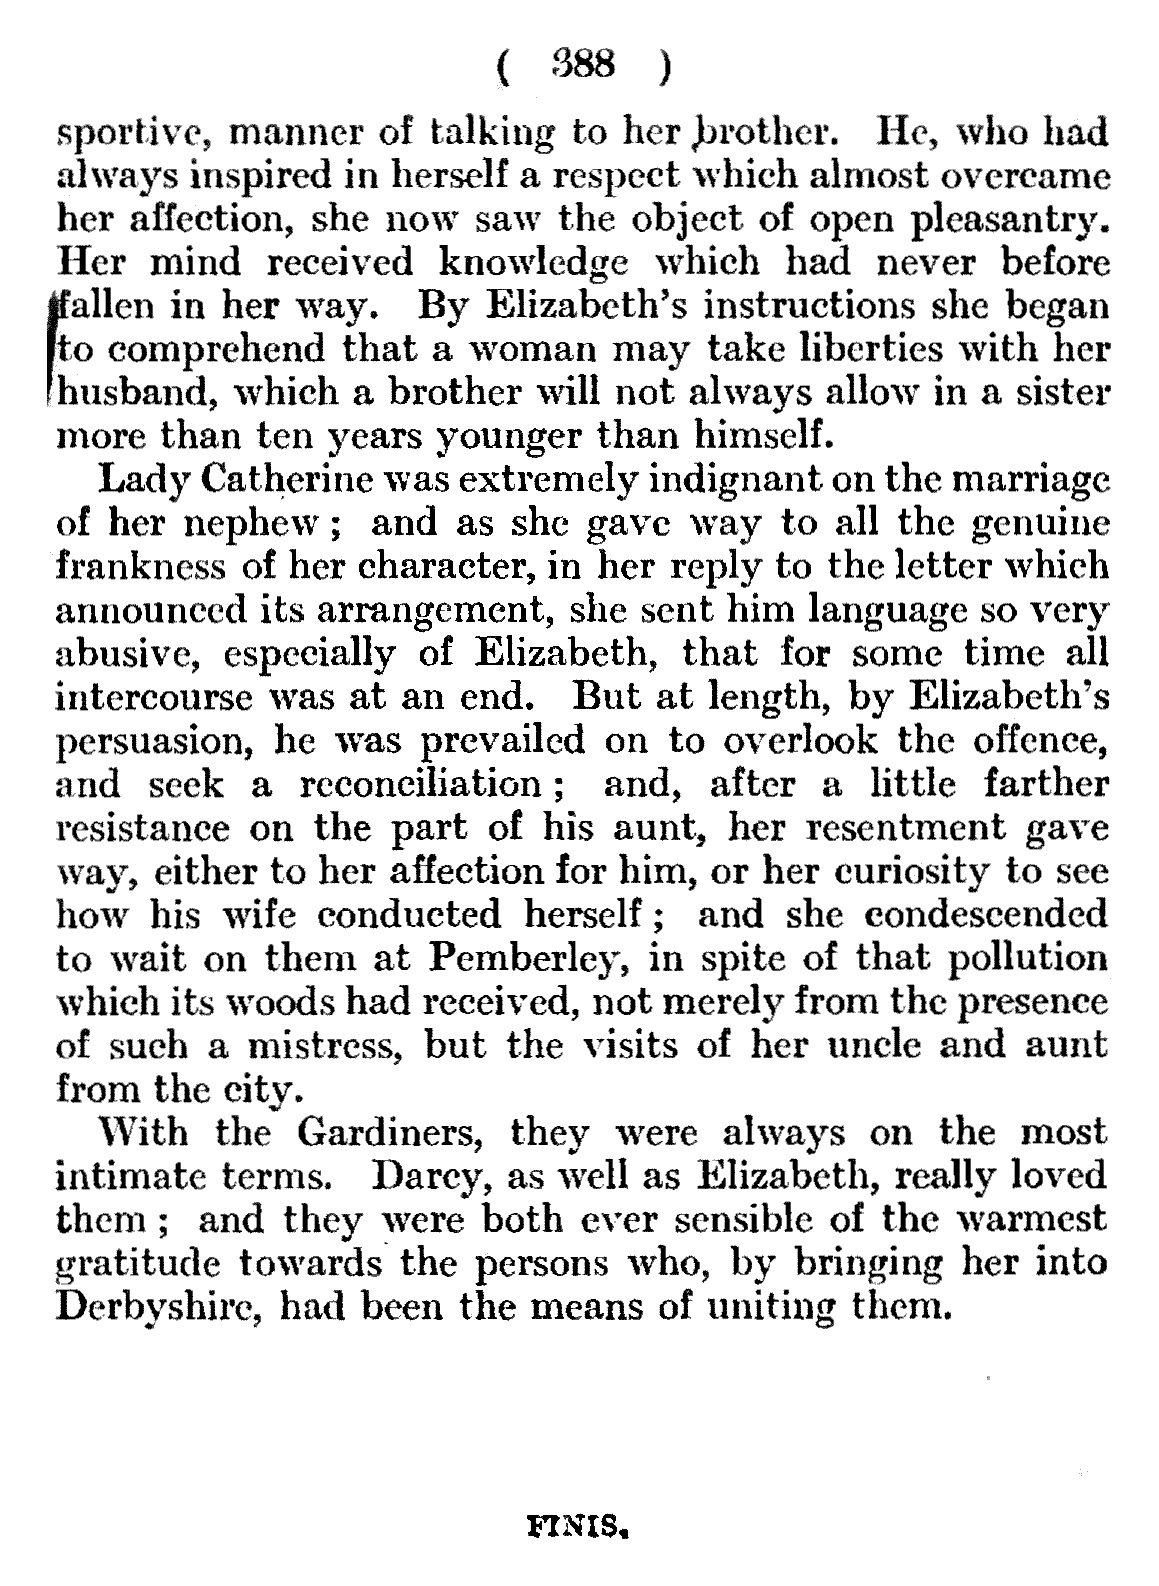 ( 388 )
sportive, manner of talking to her brother. He, who had
always inspired in herself a respect which almost overcame
her affection, she now saw the object of open pleasantry.
Her mind received knowledge which had never before
fallen in her way. By Elizabeth's instructions she began
to comprehend that a woman may take liberties with her
husband, which a brother will not always allow in a sister
more than ten years younger than himself.
Lady Catherine was extremely indignant on the marriage
of her nephew ; and as she gave way to all the genuine
frankness of her character, in her reply to the letter which
announced its arrangement, she sent him language so very
abusive, especially of Elizabeth, that for some time all
intercourse was at an end. But at length, by Elizabeth's
persuasion, he was prevailed on to overlook the offence,
and seek a reconciliation ; and, after a little farther
resistance on the part of his aunt, her resentment gave
way, either to her affection for him, or her curiosity to see
how his wife conducted herself ; and she condescended
to wait on them at Pemberley, in spite of that pollution
which its woods had received, not merely from the presence
of such a mistress, but the visits of her uncle and aunt
from the city.
With the Gardiners, they were always on the most
intimate terms. Darcy, as well as Elizabeth, really loved
them ; and they were both ever sensible of the warmest
gratitude towards the persons who, by bringing her into
Derbyshire, had been the means of uniting them.
FINIS.